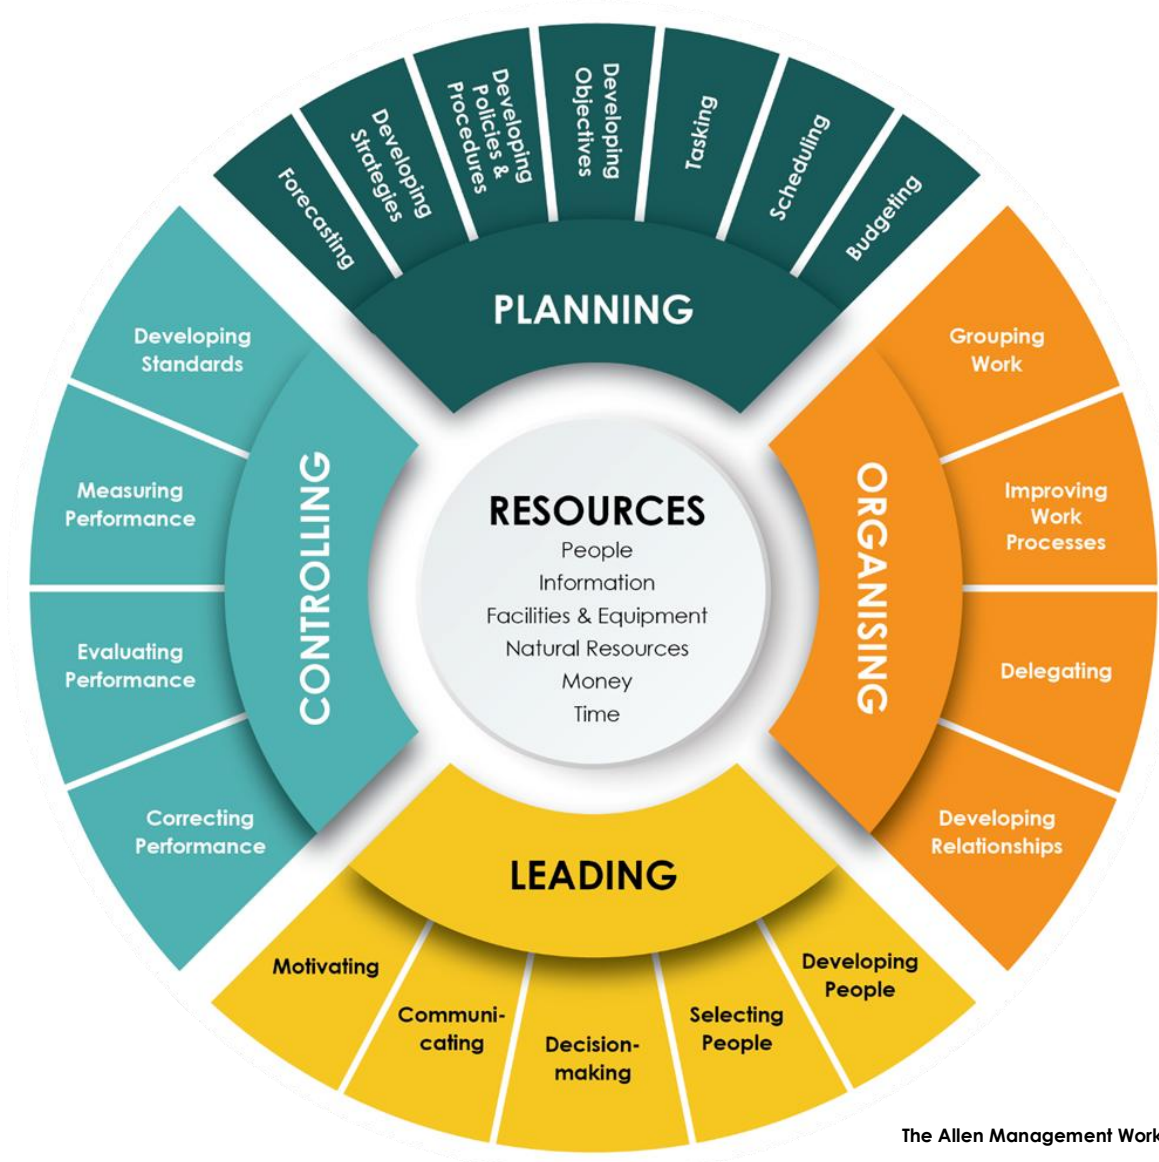 Forecasting
Developing
Strategies
Developing
Policies &
Procedures
Developing
Objectives
Tasking
Scheduling
Budgeting
PLANNING
Grouping
Work
Improving
Work
Processes
Delegating
Developing
Relationships
ORGANISING
Developing
People
Selecting
People
Decision-
making
Communi-
cating
Motivating
LEADING
Correcting
Performance
Evaluating
Performance
Measuring
Performance
Developing
Standards
CONTROLLING
RESOURCES
People
Information
Facilities & Equipment
Natural Resources
Money
Time
The Allen Management Work